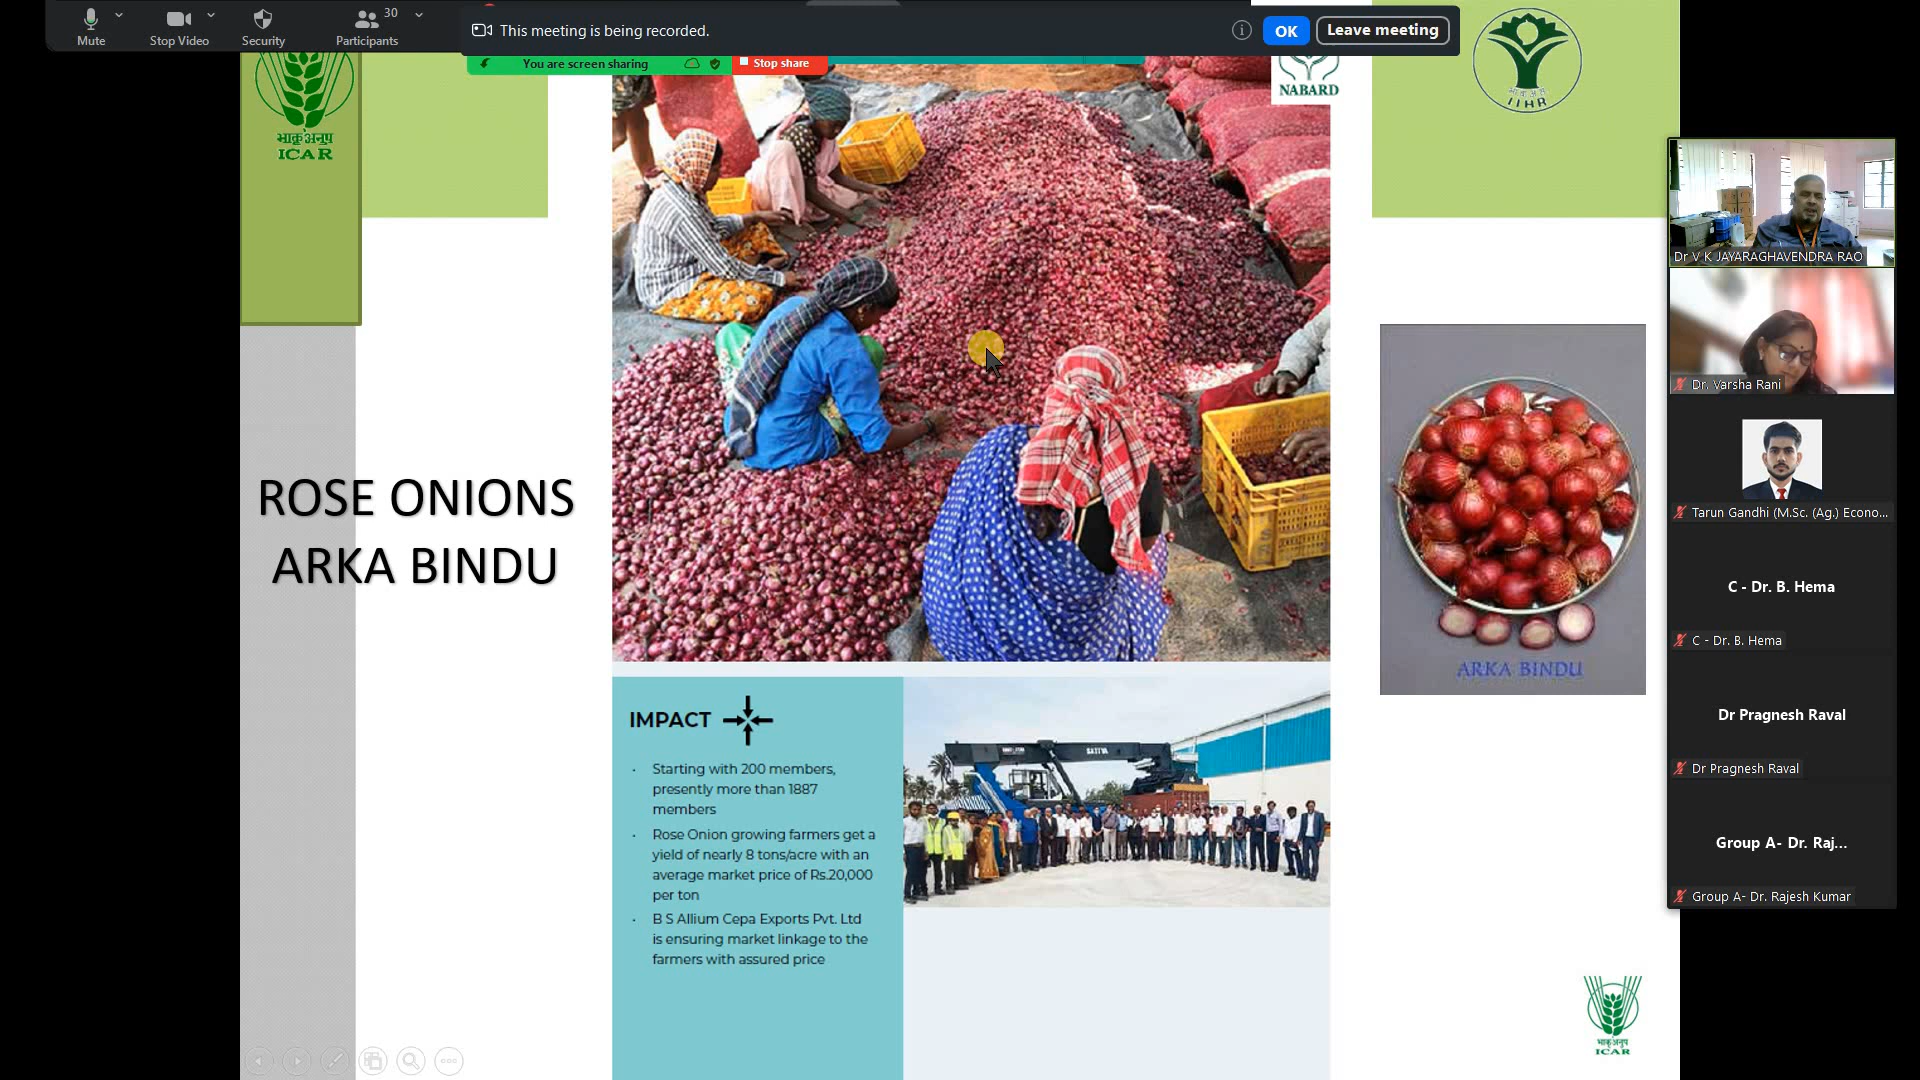 Mute
Stop Video
Security
30
Participants
This meeting is being recorded.
OK
Leave meeting
You are screen sharing
Stop share
भाकृअनुप
ICAR
NABARD
भा कृ अनु प
IIHR
ROSE ONIONS
ARKA BINDU
ARKA BINDU
IMPACT
Starting with 200 members,
presently more than 1887
members
Rose Onion growing farmers get a
yield of nearly 8 tons/acre with an
average market price of Rs.20,000
per ton
B S Allium Cepa Exports Pvt. Ltd
is ensuring market linkage to the
farmers with assured price
SATTVA
भाकृअनुप
ICAR
Dr V K JAYARAGHAVENDRA RAO
Dr. Varsha Rani
Tarun Gandhi (M.Sc. (Ag.) Econo...
C - Dr. B. Hema
C - Dr. B. Hema
Dr Pragnesh Raval
Dr Pragnesh Raval
Group A- Dr. Raj...
Group A- Dr. Rajesh Kumar